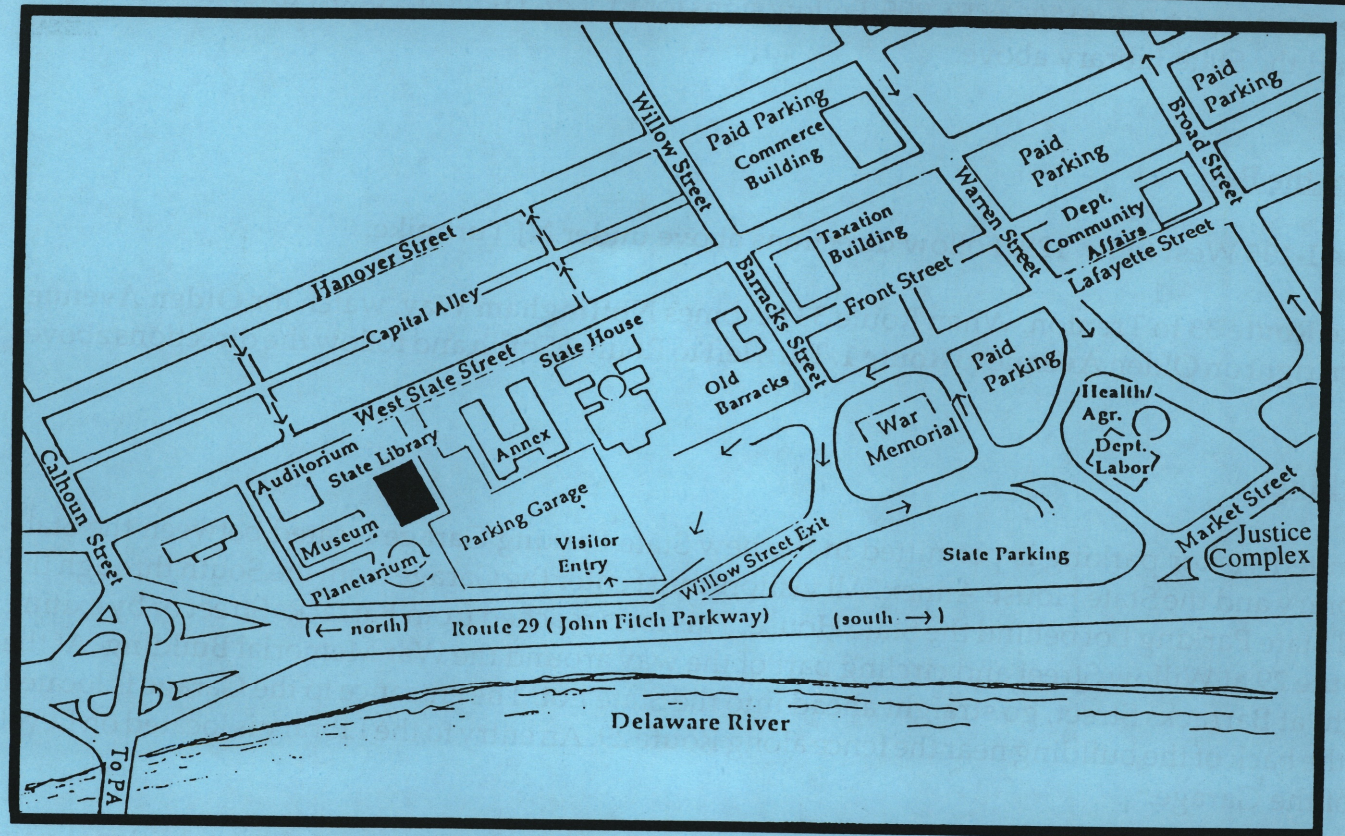 Willow Street
Paid Parking
Commerce
Building
Paid
Parking
Broad Street
Paid
Parking
Warren Street
Dept.
Community
Affairs
Lafayette Street
Taxation
Building
Front Street
Barracks Street
Hanover Street
Capital Alley
West State Street
State House
Old
Barracks
Paid
Parking
Health/
Agr.
Dept.
Labor
War
Memorial
Annex
Auditorium
State Library
Museum
Planetarium
Parking Garage
Visitor
Entry
Willow Street Exit
State Parking
Market Street
Justice
Complex
Calhoun Street
(← north)
Route 29 ( John Fitch Parkway)
(south →)
Delaware River
To PA